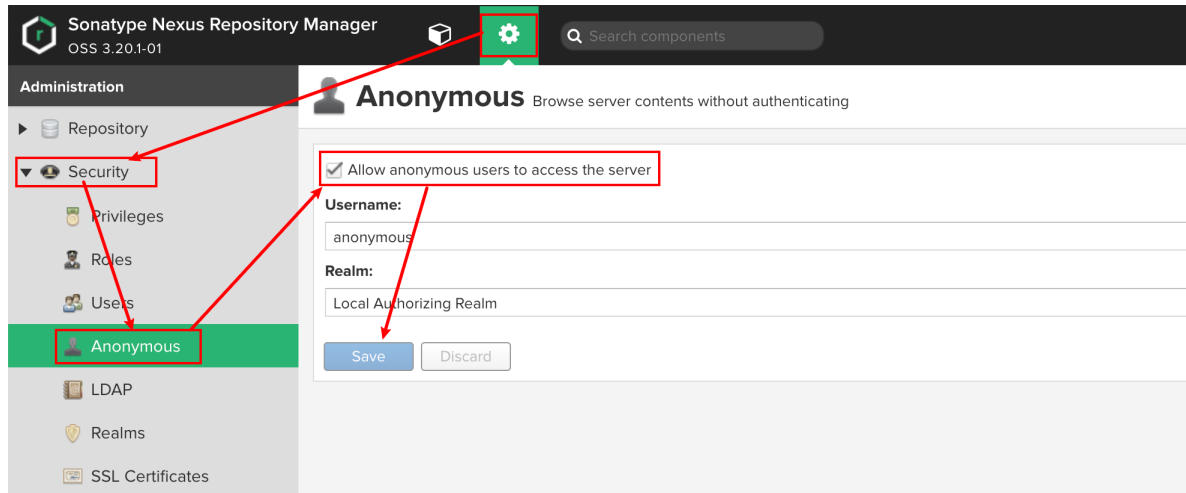 Sonatype Nexus Repository Manager
OSS 3.20.1-01
Search components
Administration
Anonymous Browse server contents without authenticating
Repository
Security
Allow anonymous users to access the server
Privileges
Username:
anonymous
Roles
Realm:
Users
Local Authorizing Realm
Anonymous
Save Discard
LDAP
Realms
SSL Certificates